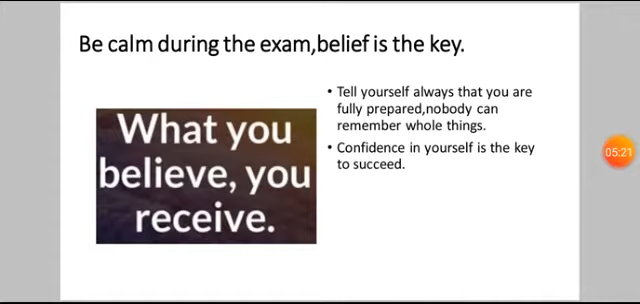 Be calm during the exam,belief is the key.
• Tell yourself always that you are
fully prepared,nobody can
remember whole things.
• Confidence in yourself is the key
to succeed.
What you
believe, you
receive.
05:21